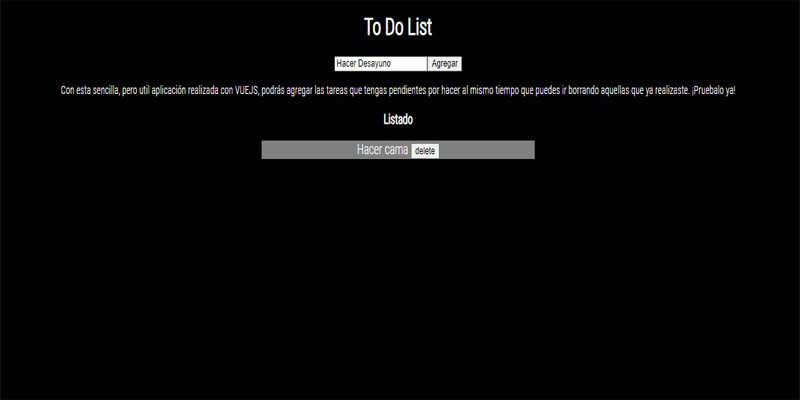 To Do List
Hacer Desayuno Agregar
Con esta sencilla, pero util aplicación realizada con VUEJS, podrás agregar las tareas que tengas pendientes por hacer al mismo tiempo que puedes ir borrando aquellas que ya realizaste. ¡Pruebalo ya!
Listado
Hacer cama delete